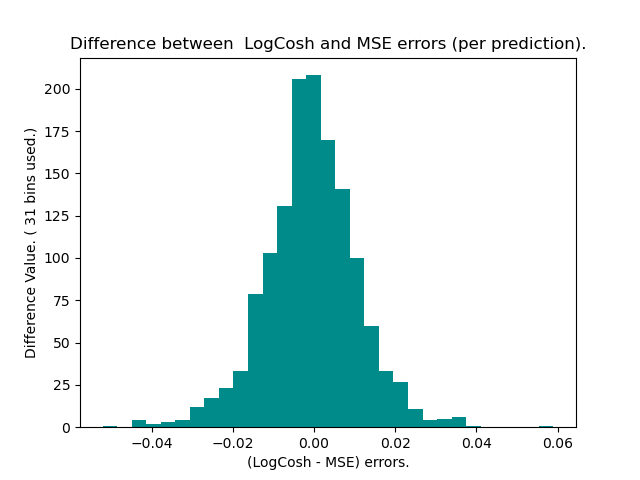 Difference between  LogCosh and MSE errors (per prediction).
200
175
150
125
100
75
50
25
0
Difference Value. ( 31 bins used.)
−0.04 −0.02 0.00 0.02 0.04 0.06
(LogCosh - MSE) errors.